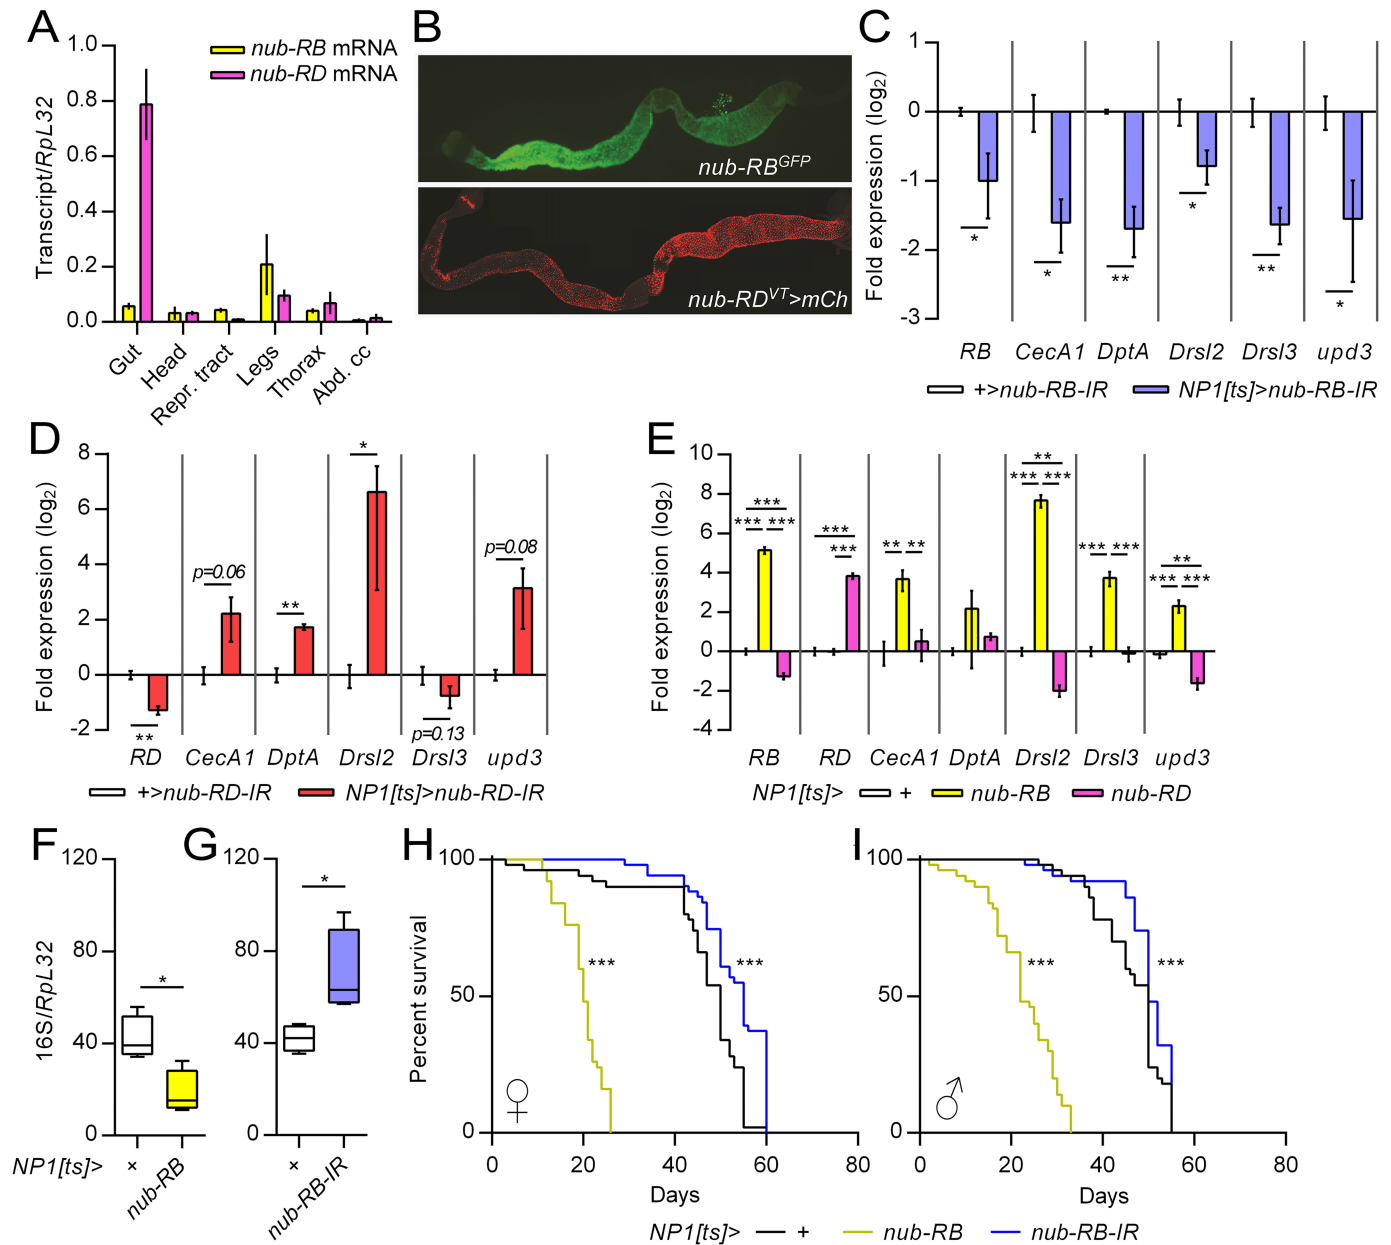 A
1.0
0.8
0.6
0.4
0.2
0.0
Transcript/RpL32
nub-RB mRNA
nub-RD mRNA
Gut
Head
Repr. tract
Legs
Thorax
Abd. cc
B
nub-RB^GFP
nub-RD^VT>mCh
C
1
0
-1
-2
-3
Fold expression (log₂)
*
*
**
*
**
*
RB CecA1 DptA Drsl2 Drsl3 upd3
+>nub-RB-IR NP1[ts]>nub-RB-IR
D
8
6
4
2
0
-2
Fold expression (log₂)
**
p=0.06
**
*
p=0.13
p=0.08
RD CecA1 DptA Drsl2 Drsl3 upd3
+>nub-RD-IR NP1[ts]>nub-RD-IR
E
10
8
6
4
2
0
-2
-4
Fold expression (log₂)
***
*** ***
***
***
** **
**
*** ***
*** ***
**
*** ***
RB RD CecA1 DptA Drsl2 Drsl3 upd3
NP1[ts]> + nub-RB nub-RD
F
120
80
40
0
16S/RpL32
*
NP1[ts]> + nub-RB
G
120
80
40
0
*
+ nub-RB-IR
H
100
50
0
Percent survival
*** ***
♀
0 20 40 60 80
Days
I
100
50
0
*** ***
♂
0 20 40 60 80
Days
NP1[ts]> + nub-RB nub-RB-IR